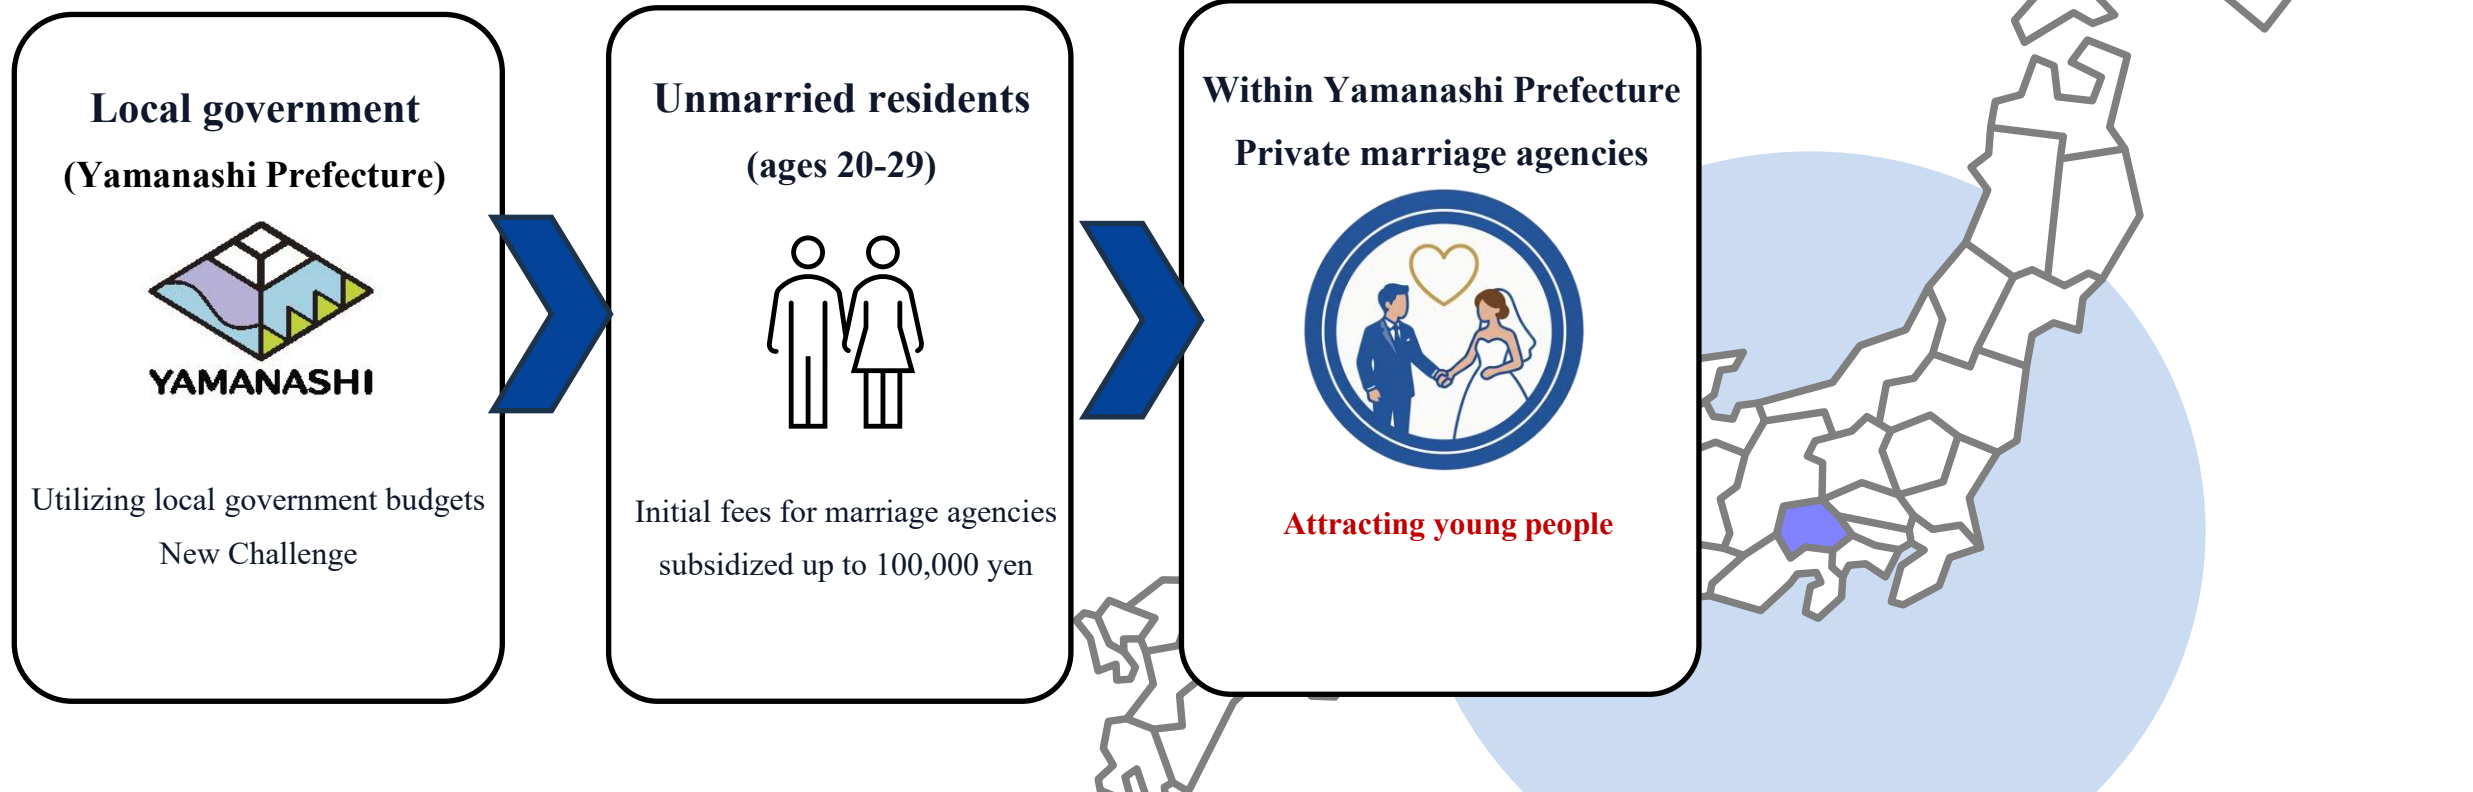 Local government
(Yamanashi Prefecture)
YAMANASHI
Utilizing local government budgets
New Challenge
Unmarried residents
(ages 20-29)
Initial fees for marriage agencies
subsidized up to 100,000 yen
Within Yamanashi Prefecture
Private marriage agencies
Attracting young people